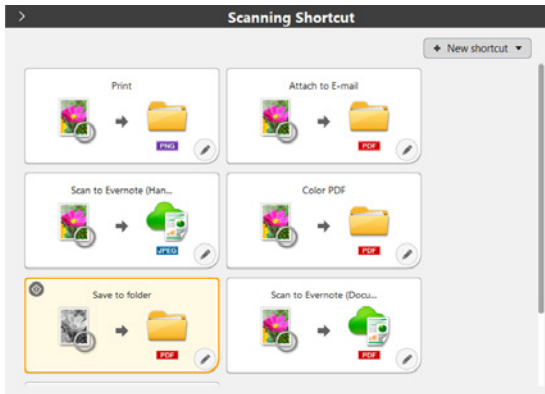 Scanning Shortcut
+ New shortcut
Print
PNG
Attach to E-mail
PDF
Scan to Evernote (Han...
JPEG
Color PDF
PDF
Save to folder
PDF
Scan to Evernote (Docu...
PDF